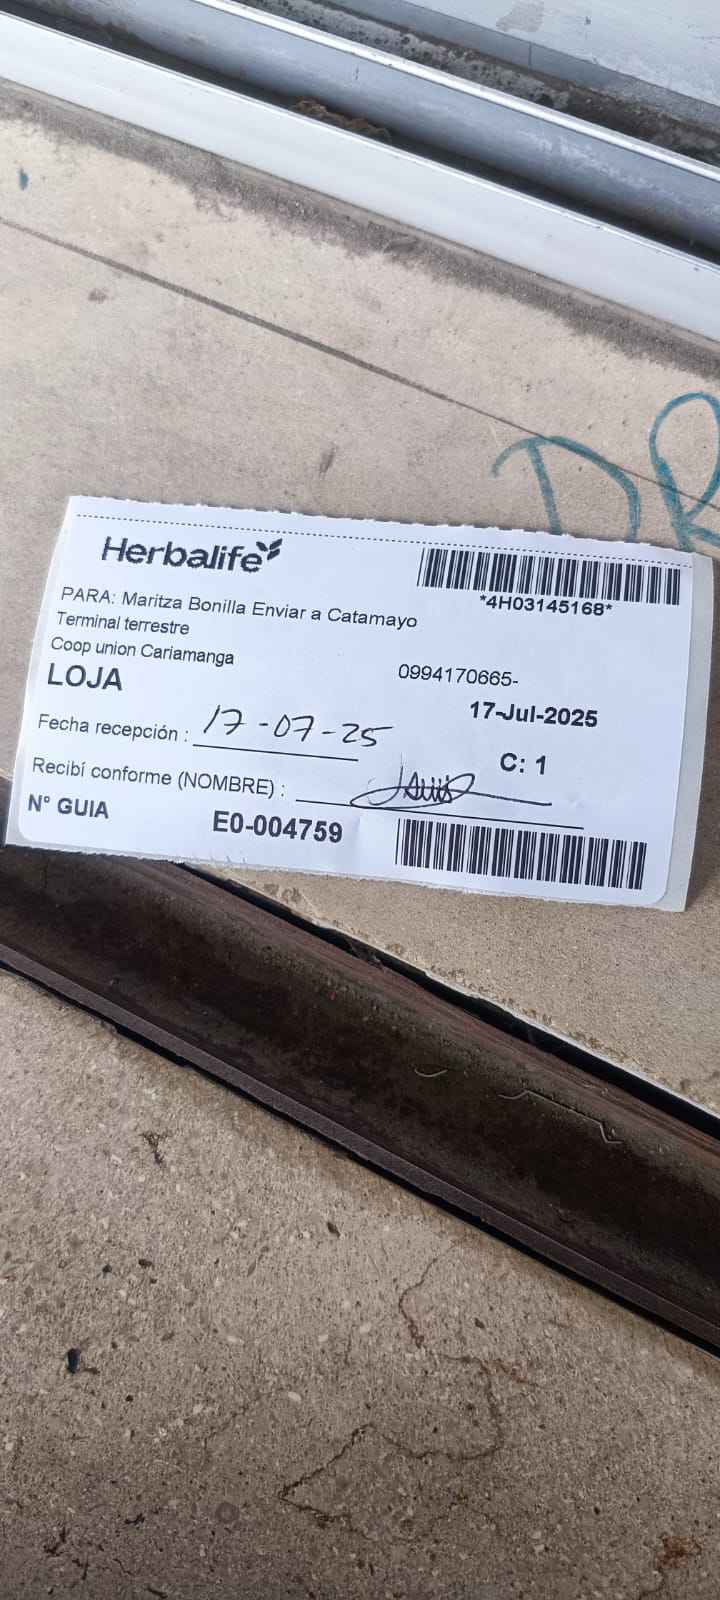 Herbalife
*4H03145168*
PARA: Maritza Bonilla Enviar a Catamayo
Terminal terrestre
Coop union Cariamanga
0994170665-
LOJA
17-Jul-2025
Fecha recepción : 17-07-25
C: 1
Recibí conforme (NOMBRE) :
N° GUIA E0-004759
DR